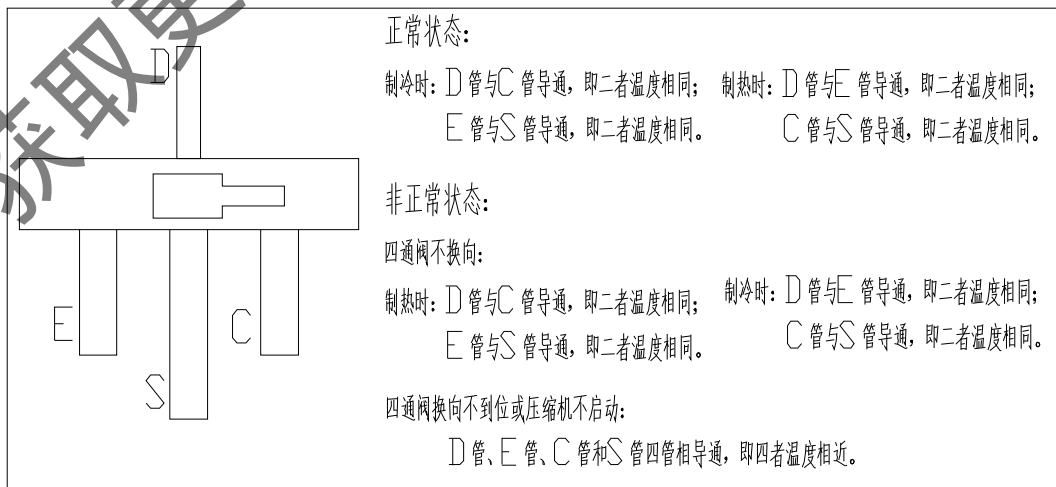 获取更
D
E
C
S
正常状态：
制冷时：D管与C管导通，即二者温度相同；
E管与S管导通，即二者温度相同。
制热时：D管与E管导通，即二者温度相同；
C管与S管导通，即二者温度相同。
非正常状态：
四通阀不换向：
制热时：D管与C管导通，即二者温度相同；
E管与S管导通，即二者温度相同。
制冷时：D管与E管导通，即二者温度相同；
C管与S管导通，即二者温度相同。
四通阀换向不到位或压缩机不启动：
D管、E管、C管和S管四管相导通，即四者温度相近。